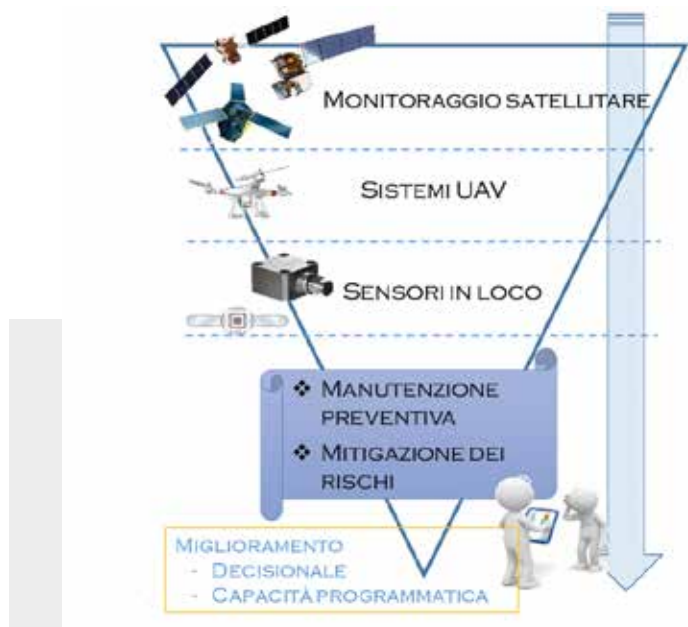 MONITORAGGIO SATELLITARE
SISTEMI UAV
SENSORI IN LOCO
❖ MANUTENZIONE
PREVENTIVA
❖ MITIGAZIONE DEI
RISCHI
MIGLIORAMENTO
- DECISIONALE
- CAPACITÀ PROGRAMMATICA